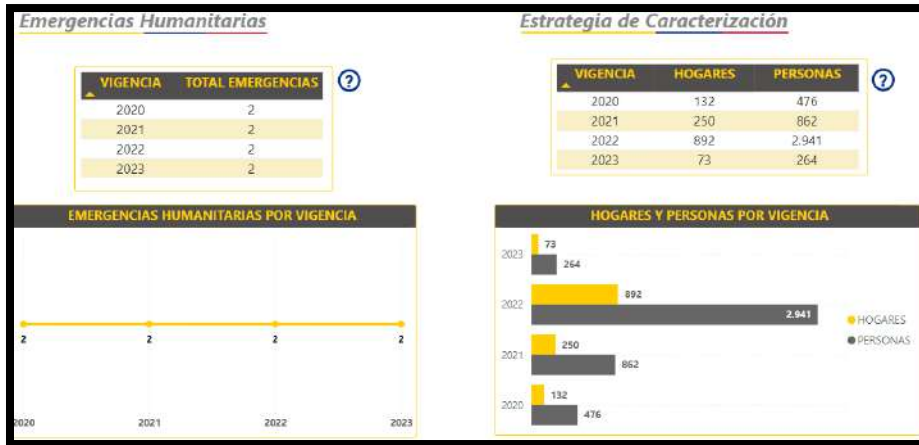 Emergencias Humanitarias
VIGENCIA TOTAL EMERGENCIAS
2020 2
2021 2
2022 2
2023 2
?
EMERGENCIAS HUMANITARIAS POR VIGENCIA
2 2 2 2
2020 2021 2022 2023
Estrategia de Caracterización
VIGENCIA HOGARES PERSONAS
2020 132 476
2021 250 862
2022 892 2.941
2023 73 264
?
HOGARES Y PERSONAS POR VIGENCIA
2023 73
264
2022 892
2.941
2021 250
862
2020 132
476
HOGARES
PERSONAS